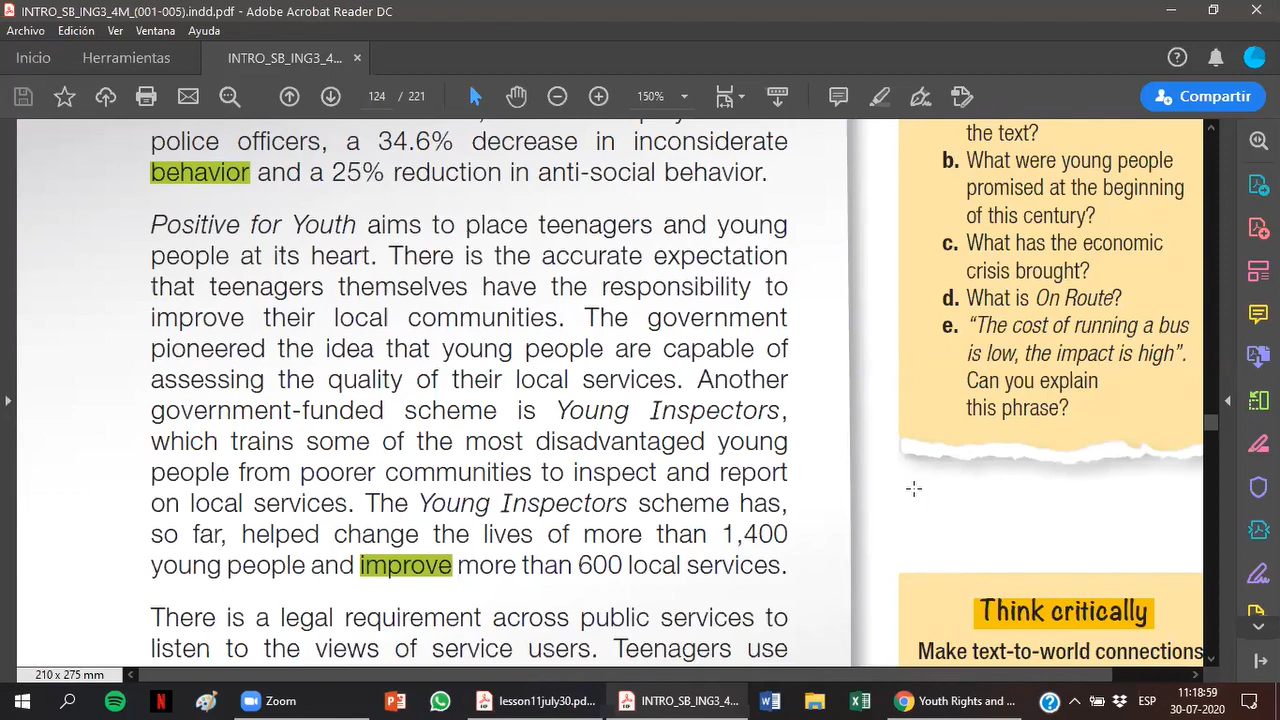 INTRO_SB_ING3_4M_(001-005).indd.pdf - Adobe Acrobat Reader DC
Archivo Edición Ver Ventana Ayuda
Inicio Herramientas INTRO_SB_ING3_4... ×
124 / 221 150% Compartir
police officers, a 34.6% decrease in inconsiderate
behavior and a 25% reduction in anti-social behavior.
Positive for Youth aims to place teenagers and young
people at its heart. There is the accurate expectation
that teenagers themselves have the responsibility to
improve their local communities. The government
pioneered the idea that young people are capable of
assessing the quality of their local services. Another
government-funded scheme is Young Inspectors,
which trains some of the most disadvantaged young
people from poorer communities to inspect and report
on local services. The Young Inspectors scheme has,
so far, helped change the lives of more than 1,400
young people and improve more than 600 local services.
There is a legal requirement across public services to
listen to the views of service users. Teenagers use
the text?
b. What were young people
promised at the beginning
of this century?
c. What has the economic
crisis brought?
d. What is On Route?
e. “The cost of running a bus
is low, the impact is high”.
Can you explain
this phrase?
Think critically
Make text-to-world connections
210 x 275 mm
Zoom lesson11july30.pd... INTRO_SB_ING3_4M... Youth Rights and ... ESP
11:18:59
30-07-2020